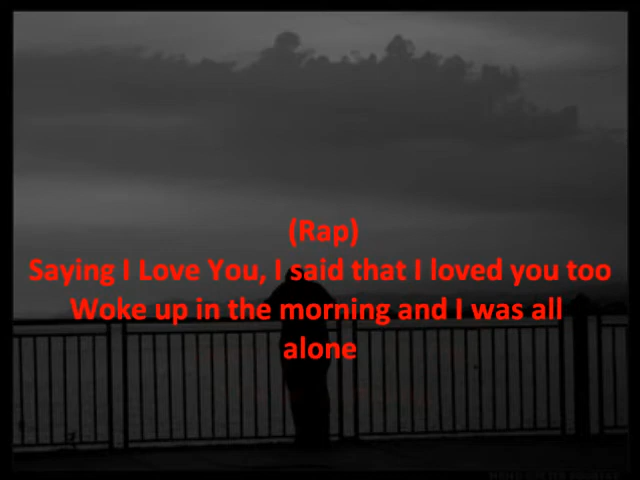 (Rap)
Saying I Love You, I said that I loved you too
Woke up in the morning and I was all
alone